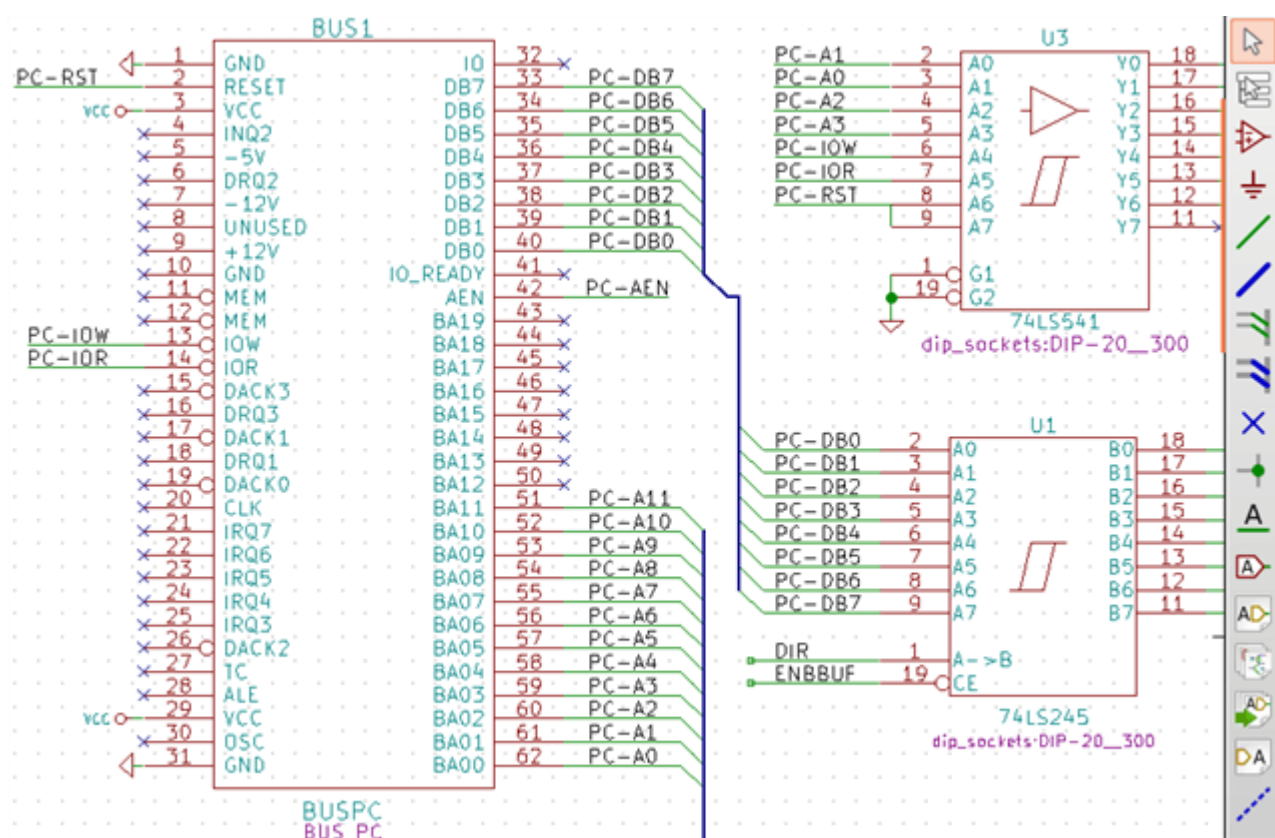 BUS1
1 GND IO 32
PC-RST 2 RESET DB7 33 PC-DB7
VCC 3 VCC DB6 34 PC-DB6
4 INQ2 DB5 35 PC-DB5
5 -5V DB4 36 PC-DB4
6 DRQ2 DB3 37 PC-DB3
7 -12V DB2 38 PC-DB2
8 UNUSED DB1 39 PC-DB1
9 +12V DB0 40 PC-DB0
10 GND IO_READY 41
11 MEM AEN 42 PC-AEN
12 MEM BA19 43
PC-IOW 13 IOW BA18 44
PC-IOR 14 IOR BA17 45
15 DACK3 BA16 46
16 DRQ3 BA15 47
17 DACK1 BA14 48
18 DRQ1 BA13 49
19 DACK0 BA12 50
20 CLK BA11 51 PC-A11
21 IRQ7 BA10 52 PC-A10
22 IRQ6 BA09 53 PC-A9
23 IRQ5 BA08 54 PC-A8
24 IRQ4 BA07 55 PC-A7
25 IRQ3 BA06 56 PC-A6
26 DACK2 BA05 57 PC-A5
27 TC BA04 58 PC-A4
28 ALE BA03 59 PC-A3
VCC 29 VCC BA02 60 PC-A2
30 OSC BA01 61 PC-A1
31 GND BA00 62 PC-A0
BUSPC
BUS_PC
U3
PC-A1 2 A0 Y0 18
PC-A0 3 A1 Y1 17
PC-A2 4 A2 Y2 16
PC-A3 5 A3 Y3 15
PC-IOW 6 A4 Y4 14
PC-IOR 7 A5 Y5 13
PC-RST 8 A6 Y6 12
9 A7 Y7 11
1 G1
19 G2
74LS541
dip_sockets:DIP-20__300
U1
PC-DB0 2 A0 B0 18
PC-DB1 3 A1 B1 17
PC-DB2 4 A2 B2 16
PC-DB3 5 A3 B3 15
PC-DB4 6 A4 B4 14
PC-DB5 7 A5 B5 13
PC-DB6 8 A6 B6 12
PC-DB7 9 A7 B7 11
DIR 1 A->B
ENBBUF 19 CE
74LS245
dip_sockets:DIP-20__300
A
A
AD
AD
DA